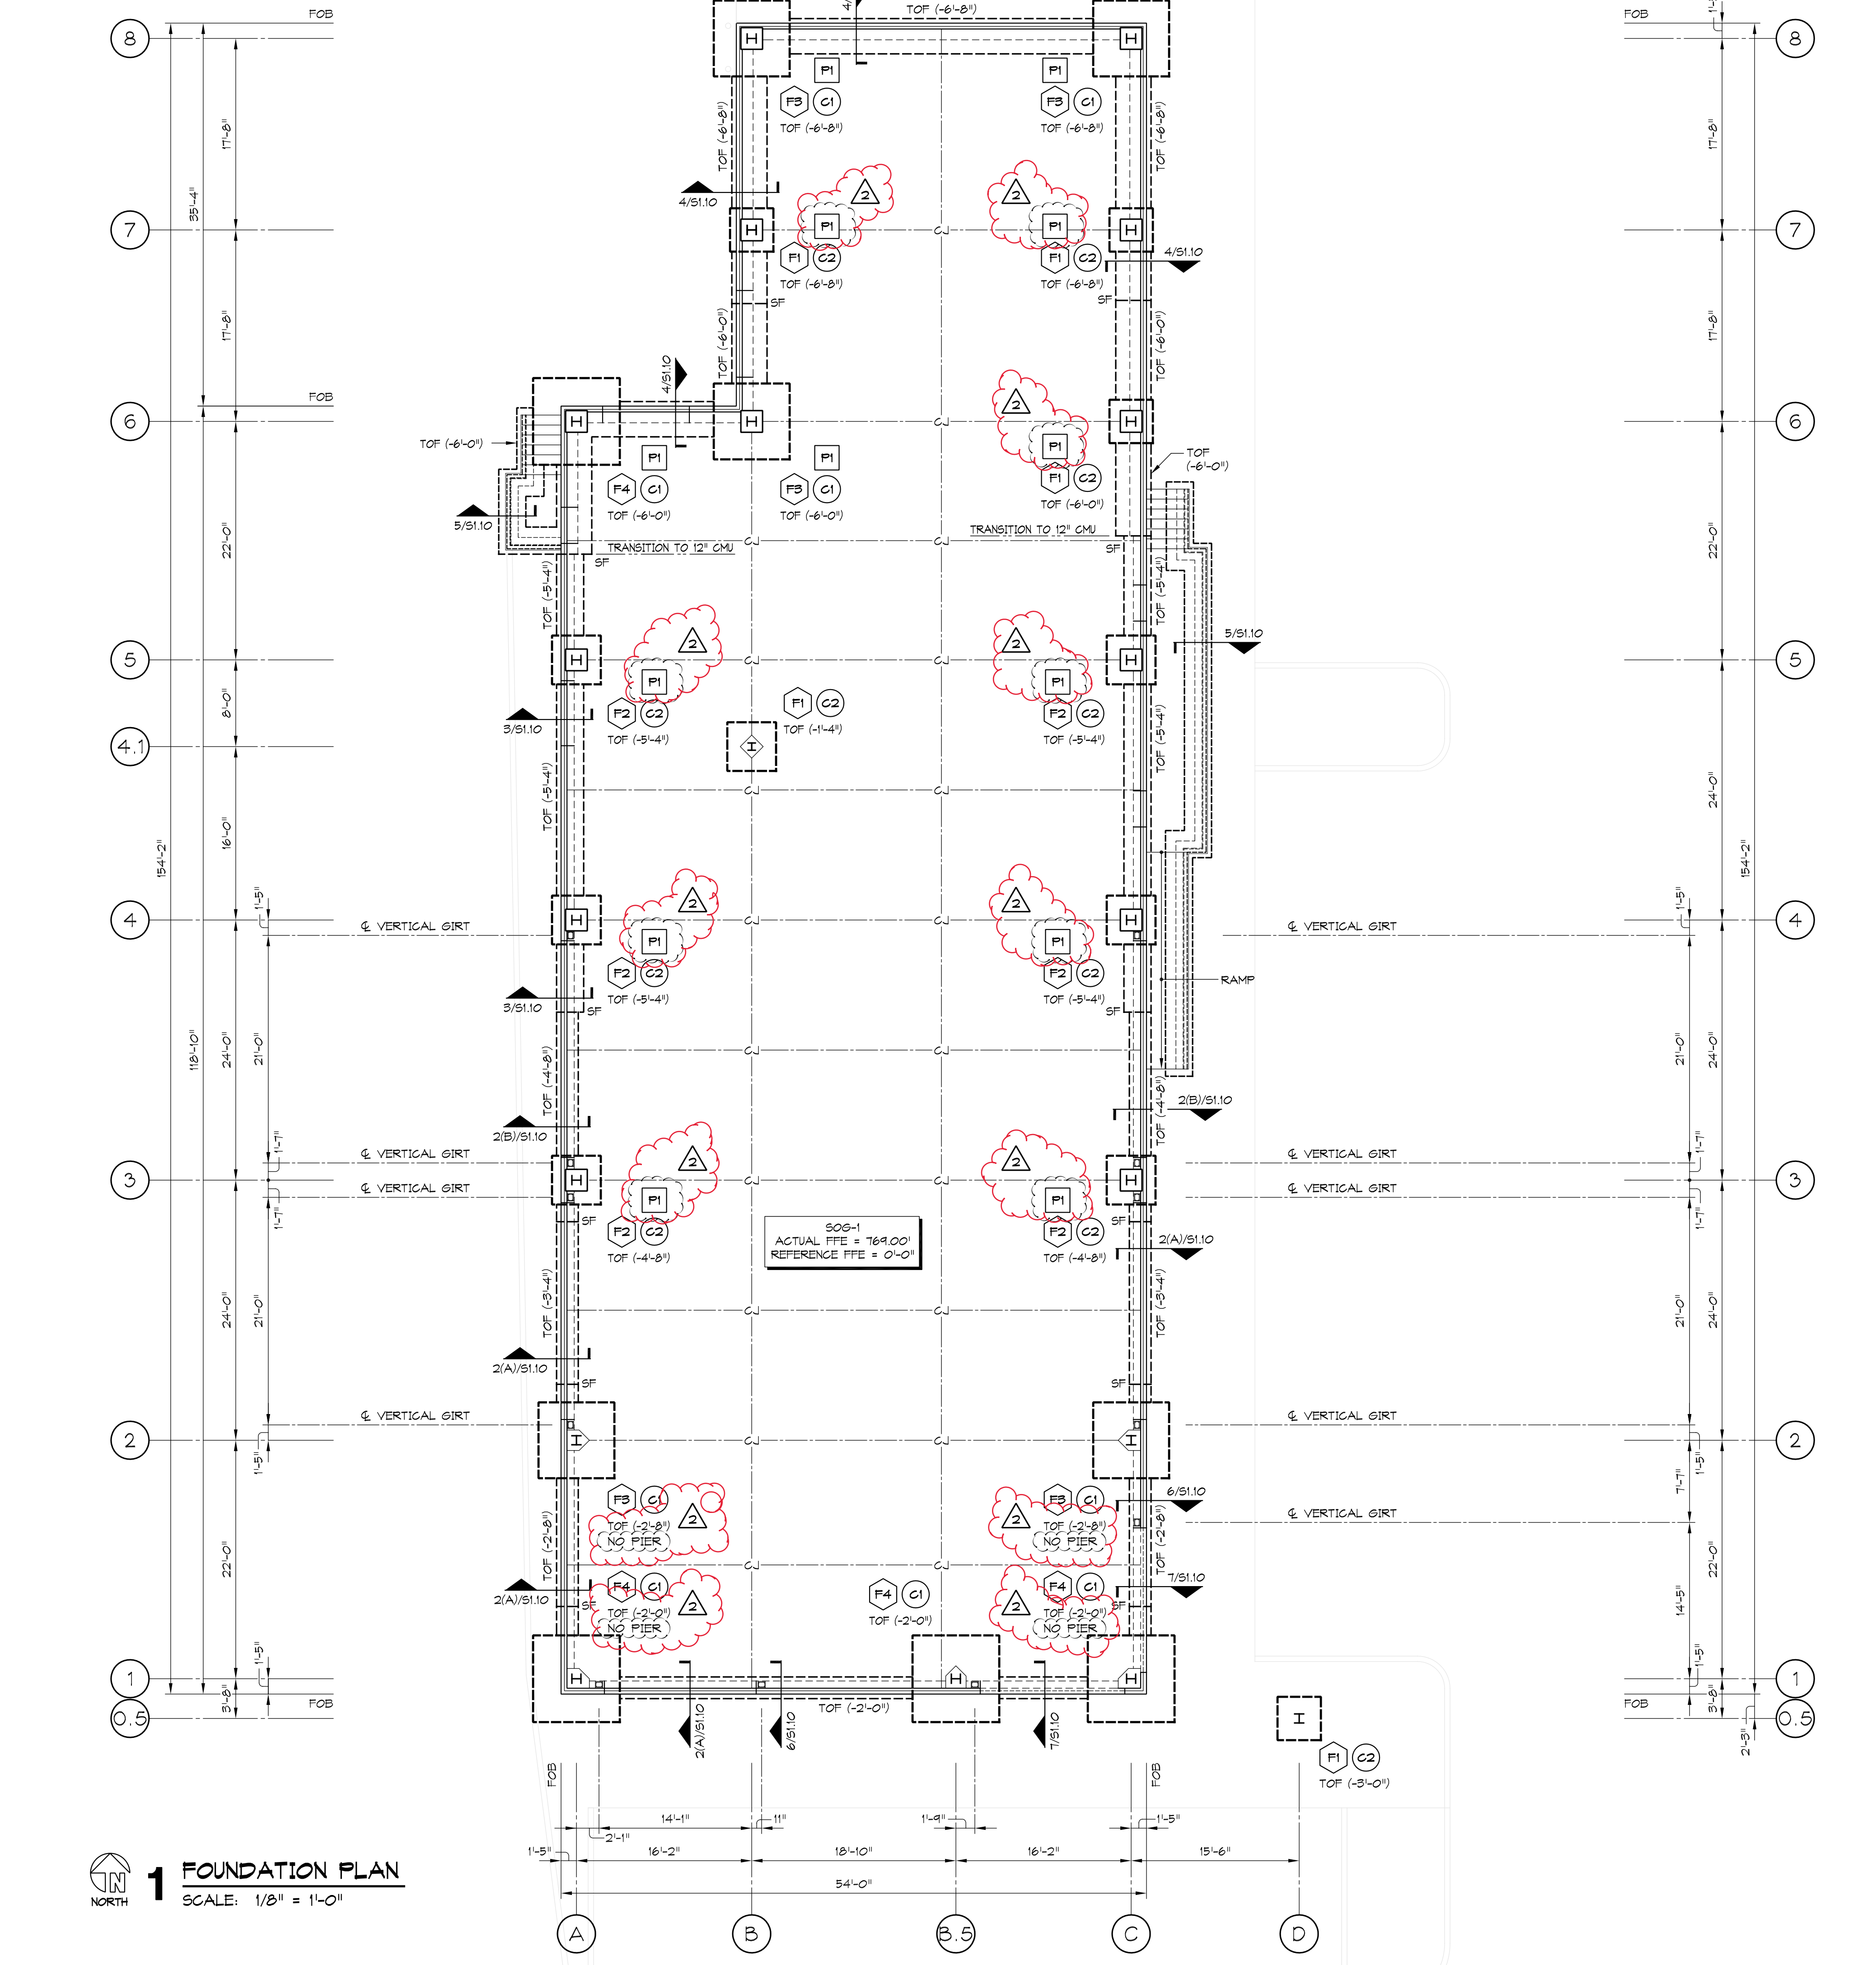 TOF (-6'-8")
4/
FOB
FOB
1'-5"
8
8
P1
P1
F3 C1
F3 C1
TOF (-6'-8")
TOF (-6'-8")
TOF (-6'-8")
TOF (-6'-8")
17'-8"
17'-8"
35'-4"
2
2
4/S1.10
P1
P1
7
7
F1 C2
F1 C2
4/S1.10
TOF (-6'-8")
TOF (-6'-8")
SF
SF
17'-8"
17'-8"
TOF (-6'-0")
TOF (-6'-0")
4/S1.10
FOB
2
6
6
TOF (-6'-0")
P1
P1
P1
TOF
(-6'-0")
F4 C1
F3 C1
F1 C2
TOF (-6'-0")
TOF (-6'-0")
TOF (-6'-0")
5/S1.10
TRANSITION TO 12" CMU
TRANSITION TO 12" CMU
SF
SF
22'-0"
22'-0"
TOF (-5'-4")
TOF (-5'-4")
2
2
5/S1.10
5
5
P1
P1
F2 C2
F1 C2
F2 C2
3/S1.10
TOF (-5'-4")
TOF (-1'-4")
TOF (-5'-4")
8'-0"
TOF (-5'-4")
4.1
TOF (-5'-4")
16'-0"
24'-0"
154'-2"
154'-2"
1'-5"
2
2
1'-5"
4
4
℄ VERTICAL GIRT
℄ VERTICAL GIRT
P1
P1
F2 C2
F2 C2
RAMP
3/S1.10
TOF (-5'-4")
TOF (-5'-4")
SF
SF
118'-10"
24'-0"
21'-0"
21'-0"
24'-0"
TOF (-4'-8")
TOF (-4'-8")
2(B)/S1.10
2(B)/S1.10
1'-7"
1'-7"
℄ VERTICAL GIRT
2
2
℄ VERTICAL GIRT
3
3
℄ VERTICAL GIRT
℄ VERTICAL GIRT
P1
P1
1'-7"
1'-7"
SF
SF
F2 C2
F2 C2
SOG-1
ACTUAL FFE = 769.00'
REFERENCE FFE = 0'-0"
2(A)/S1.10
TOF (-4'-8")
TOF (-4'-8")
24'-0"
21'-0"
TOF (-3'-4")
TOF (-3'-4")
21'-0"
24'-0"
2(A)/S1.10
SF
SF
℄ VERTICAL GIRT
℄ VERTICAL GIRT
2
2
1'-5"
1'-5"
7'-7"
F3 C1
F3 C1
6/S1.10
2
2
℄ VERTICAL GIRT
TOF (-2'-8")
TOF (-2'-8")
NO PIER
NO PIER
TOF (-2'-8")
TOF (-2'-8")
22'-0"
22'-0"
14'-5"
F4 C1
F4 C1
F4 C1
7/S1.10
2(A)/S1.10
2
2
SF
SF
TOF (-2'-0")
TOF (-2'-0")
TOF (-2'-0")
NO PIER
NO PIER
1'-5"
1'-5"
1
1
3'-8"
3'-8"
FOB
FOB
TOF (-2'-0")
0.5
0.5
2(A)/S1.10
6/S1.10
7/S1.10
2'-3"
F1 C2
TOF (-3'-0")
FOB
FOB
14'-1"
11"
1'-9"
1'-5"
2'-1"
1'-5"
16'-2"
18'-10"
16'-2"
15'-6"
54'-0"
N
NORTH
1 FOUNDATION PLAN
SCALE: 1/8" = 1'-0"
A
B
B.5
C
D